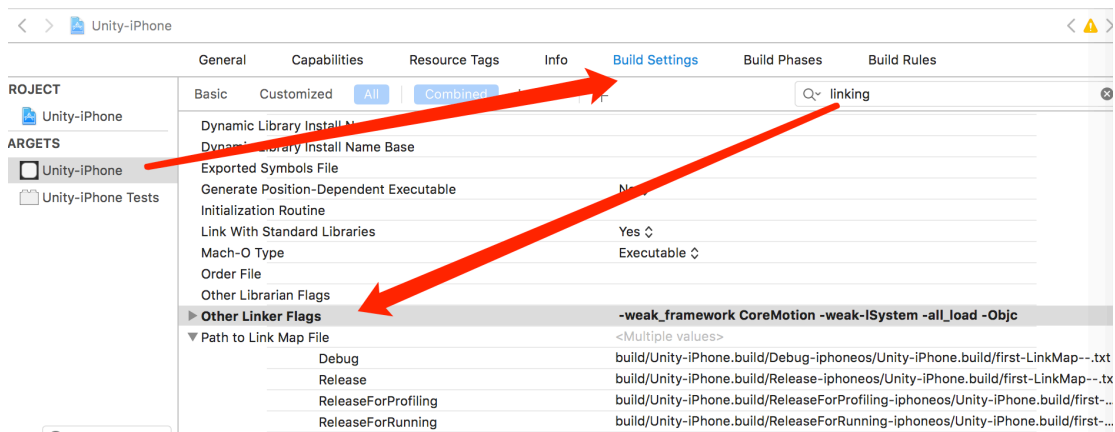 Unity-iPhone
General Capabilities Resource Tags Info Build Settings Build Phases Build Rules
ROJECT
Basic Customized All Combined + linking
Unity-iPhone
Dynamic Library Install Name
ARGETS
Dynamic Library Install Name Base
Unity-iPhone
Exported Symbols File
Unity-iPhone Tests
Generate Position-Dependent Executable No
Initialization Routine
Link With Standard Libraries Yes
Mach-O Type Executable
Order File
Other Librarian Flags
Other Linker Flags -weak_framework CoreMotion -weak-lSystem -all_load -Objc
Path to Link Map File <Multiple values>
Debug build/Unity-iPhone.build/Debug-iphoneos/Unity-iPhone.build/first-LinkMap--.txt
Release build/Unity-iPhone.build/Release-iphoneos/Unity-iPhone.build/first-LinkMap--.tx
ReleaseForProfiling build/Unity-iPhone.build/ReleaseForProfiling-iphoneos/Unity-iPhone.build/first-...
ReleaseForRunning build/Unity-iPhone.build/ReleaseForRunning-iphoneos/Unity-iPhone.build/first-...